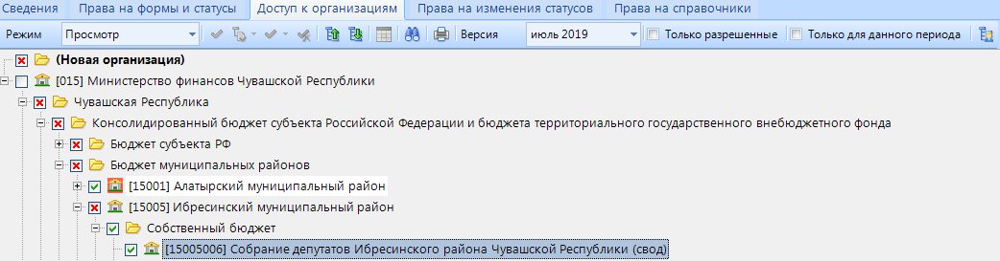 Сведения Права на формы и статусы Доступ к организациям Права на изменения статусов Права на справочники
Режим Просмотр Версия июль 2019 Только разрешенные Только для данного периода
(Новая организация)
[015] Министерство финансов Чувашской Республики
Чувашская Республика
Консолидированный бюджет субъекта Российской Федерации и бюджета территориального государственного внебюджетного фонда
Бюджет субъекта РФ
Бюджет муниципальных районов
[15001] Алатырский муниципальный район
[15005] Ибресинский муниципальный район
Собственный бюджет
[15005006] Собрание депутатов Ибресинского района Чувашской Республики (свод)